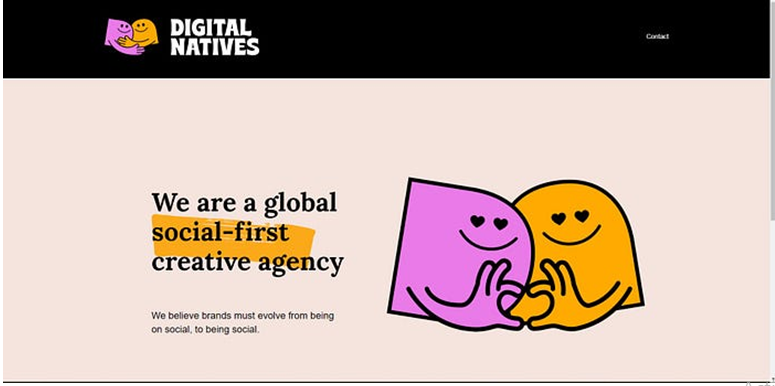 DIGITAL
NATIVES
Contact
We are a global
social-first
creative agency
We believe brands must evolve from being
on social, to being social.